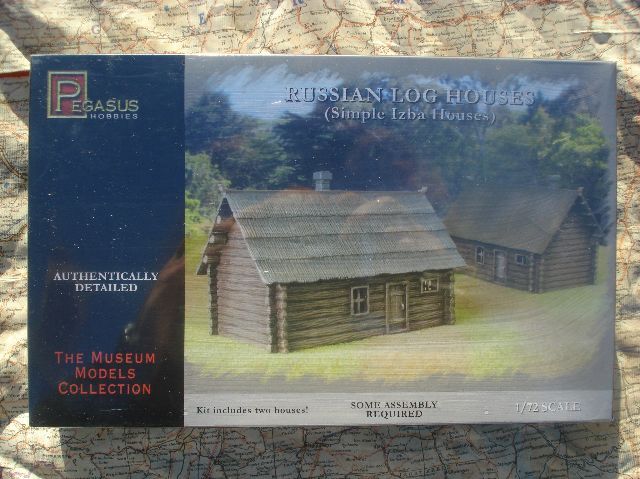 PEGASUS
HOBBIES
RUSSIAN LOG HOUSES
(Simple Izba Houses)
AUTHENTICALLY
DETAILED
THE MUSEUM
MODELS
COLLECTION
Kit includes two houses!
SOME ASSEMBLY
REQUIRED
1/72 SCALE